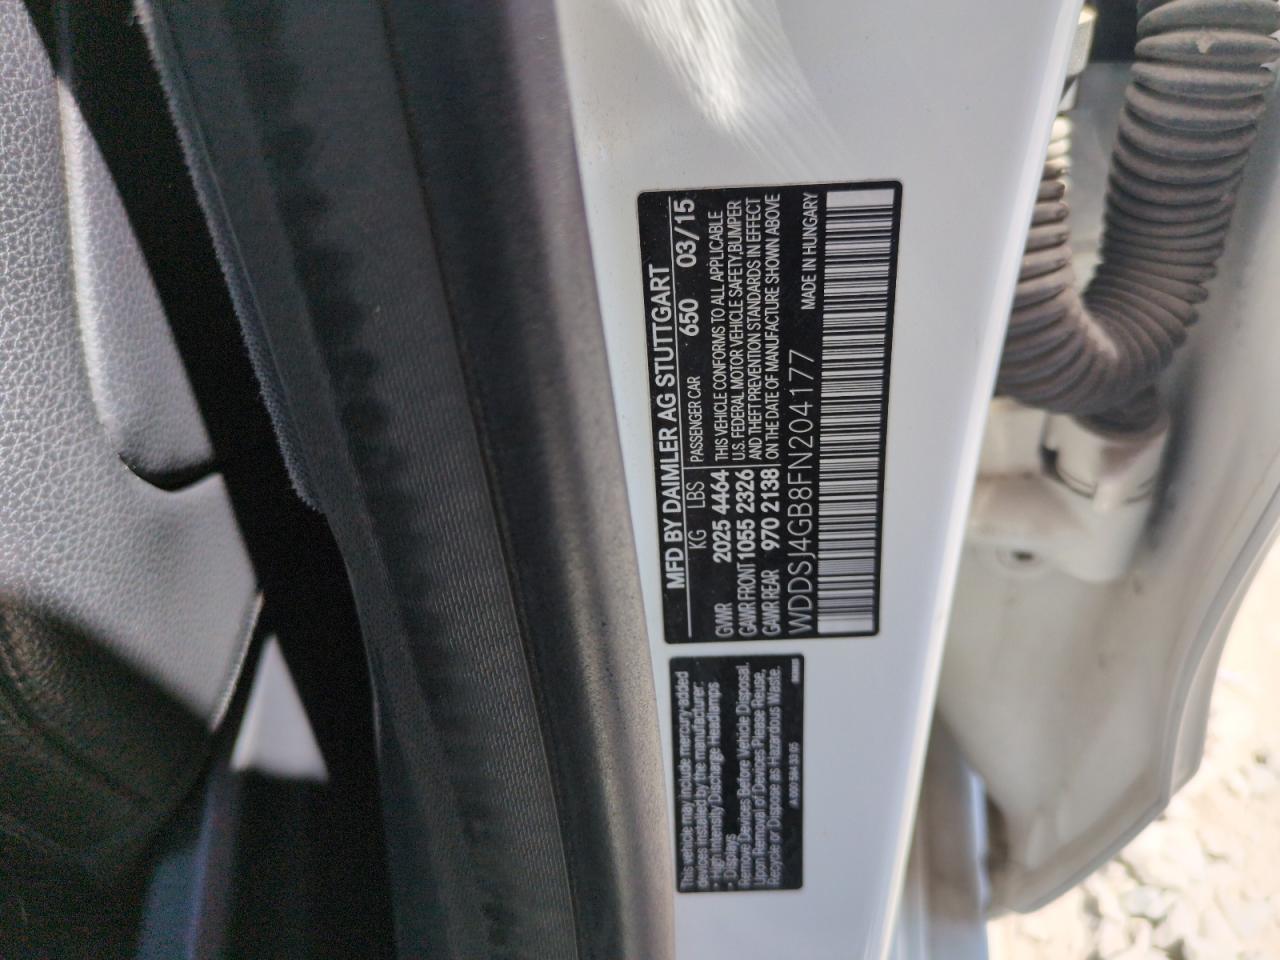 MFD BY DAIMLER AG STUTTGART
KG LBS PASSENGER CAR 650 03/15
GVWR 2025 4464 THIS VEHICLE CONFORMS TO ALL APPLICABLE
GAWR FRONT 1055 2326 U.S. FEDERAL MOTOR VEHICLE SAFETY, BUMPER
AND THEFT PREVENTION STANDARDS IN EFFECT
GAWR REAR 970 2138 ON THE DATE OF MANUFACTURE SHOWN ABOVE
WDDSJ4GB8FN204177 MADE IN HUNGARY
This vehicle may include mercury-added
devices installed by the manufacturer:
• High Intensity Discharge Headlamps
• Displays
Remove Devices Before Vehicle Disposal.
Upon Removal of Devices Please Reuse,
Recycle or Dispose as Hazardous Waste.
A 000 584 33 05